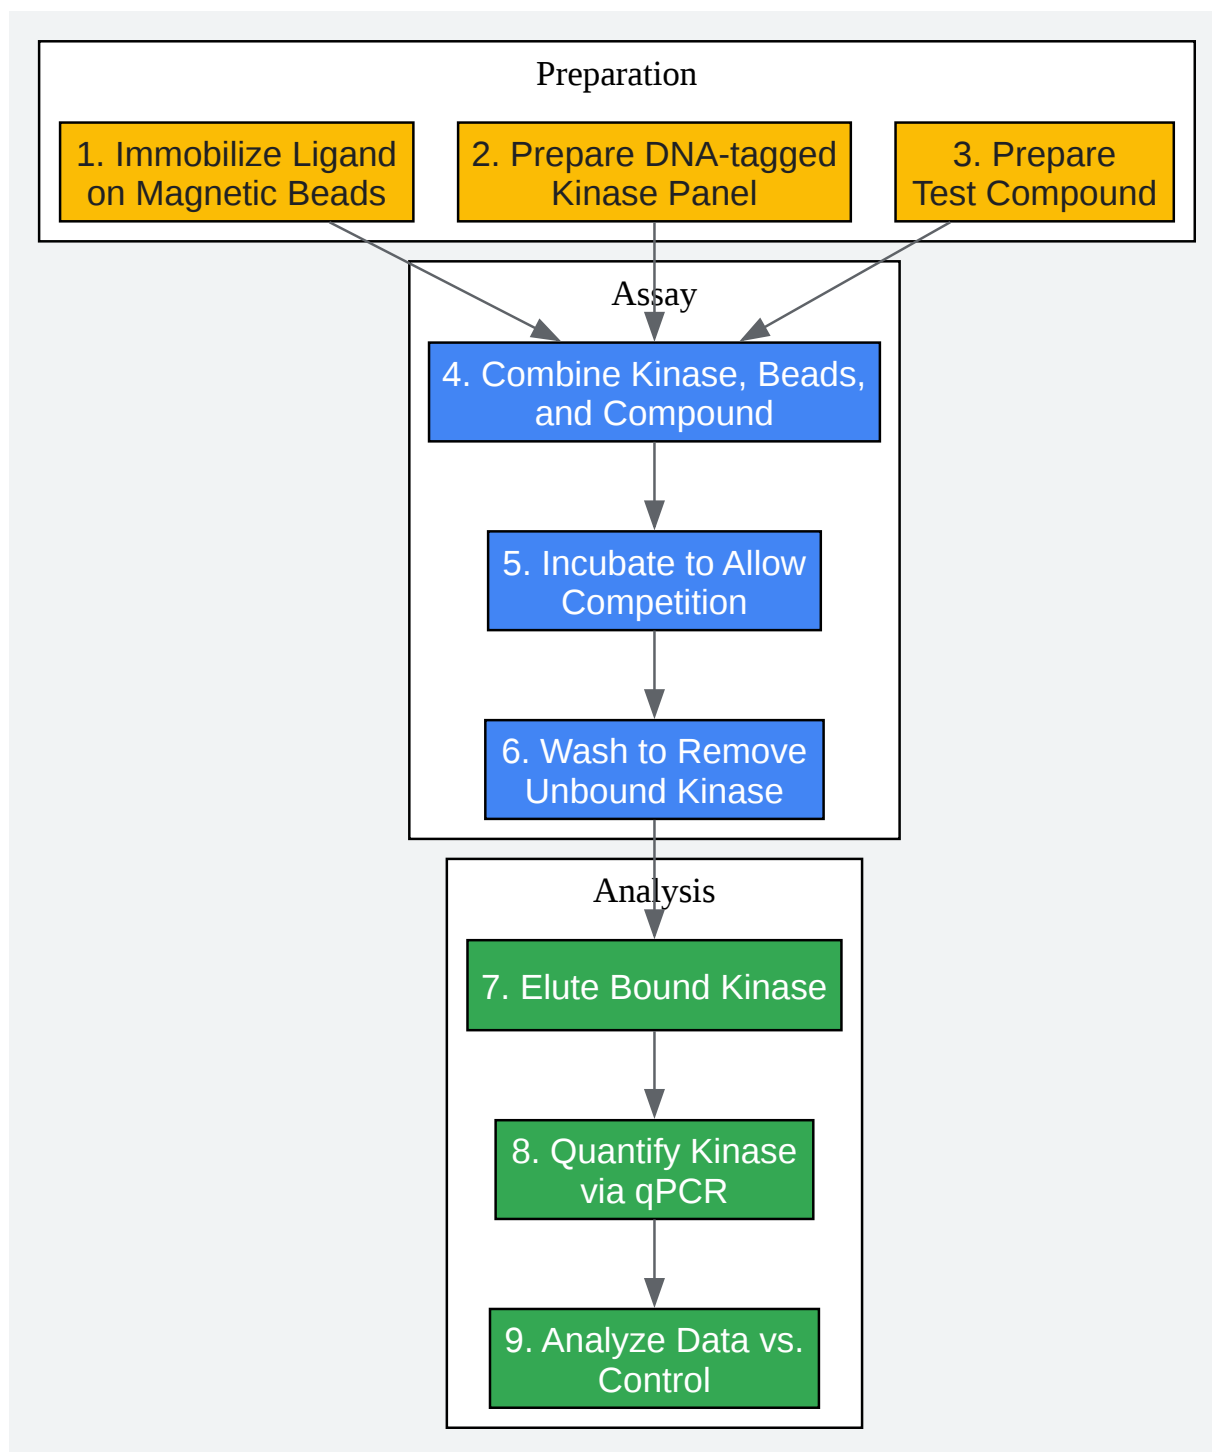 Preparation
1. Immobilize Ligand
on Magnetic Beads
2. Prepare DNA-tagged
Kinase Panel
3. Prepare
Test Compound
Assay
4. Combine Kinase, Beads,
and Compound
5. Incubate to Allow
Competition
6. Wash to Remove
Unbound Kinase
Analysis
7. Elute Bound Kinase
8. Quantify Kinase
via qPCR
9. Analyze Data vs.
Control